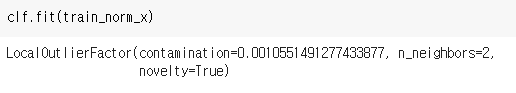 clf.fit(train_norm_x)
LocalOutlierFactor(contamination=0.0010551491277433877, n_neighbors=2,
novelty=True)